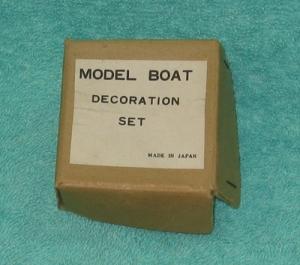 MODEL BOAT
DECORATION
SET
MADE IN JAPAN